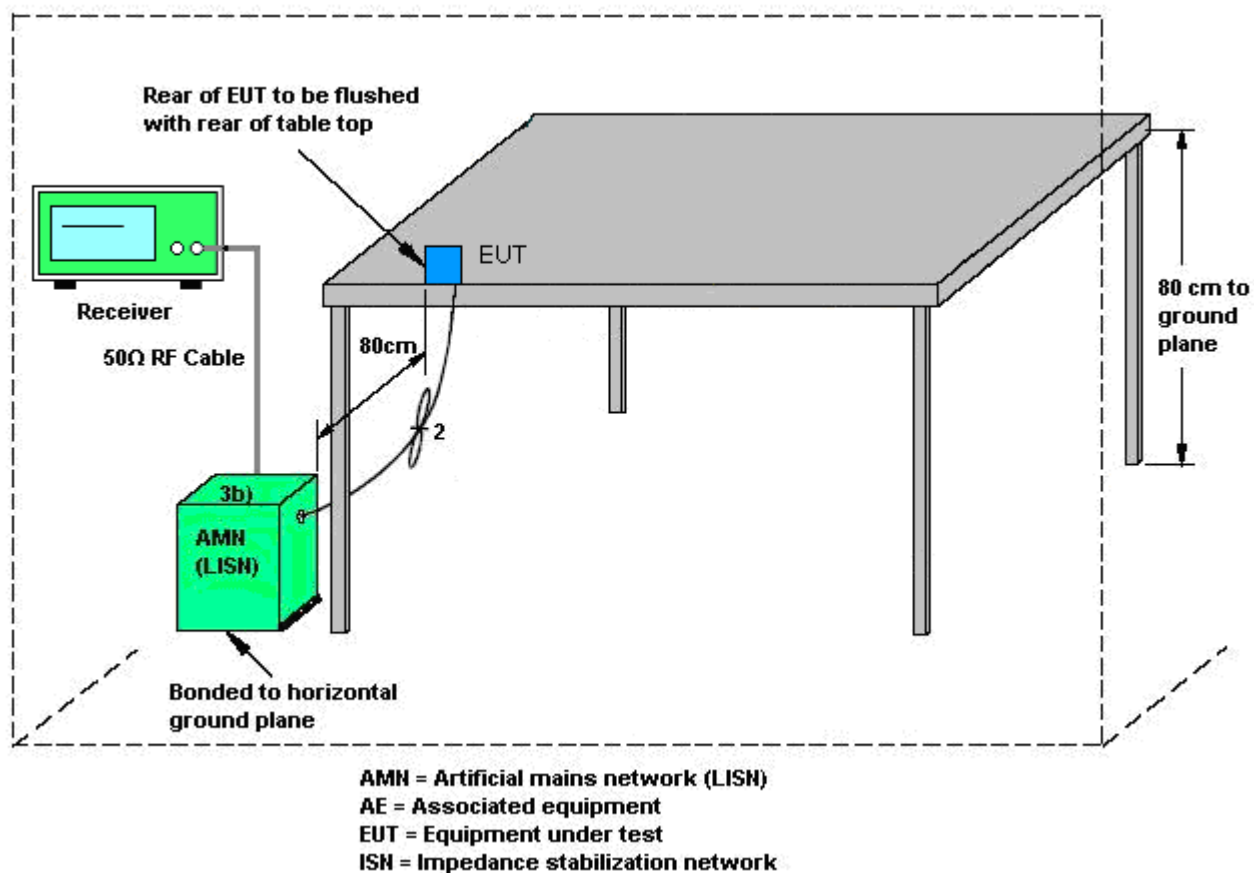 Rear of EUT to be flushed
with rear of table top
EUT
Receiver
80 cm to
ground
plane
50Ω RF Cable
80cm
2
3b)
AMN
(LISN)
Bonded to horizontal
ground plane
AMN = Artificial mains network (LISN)
AE = Associated equipment
EUT = Equipment under test
ISN = Impedance stabilization network